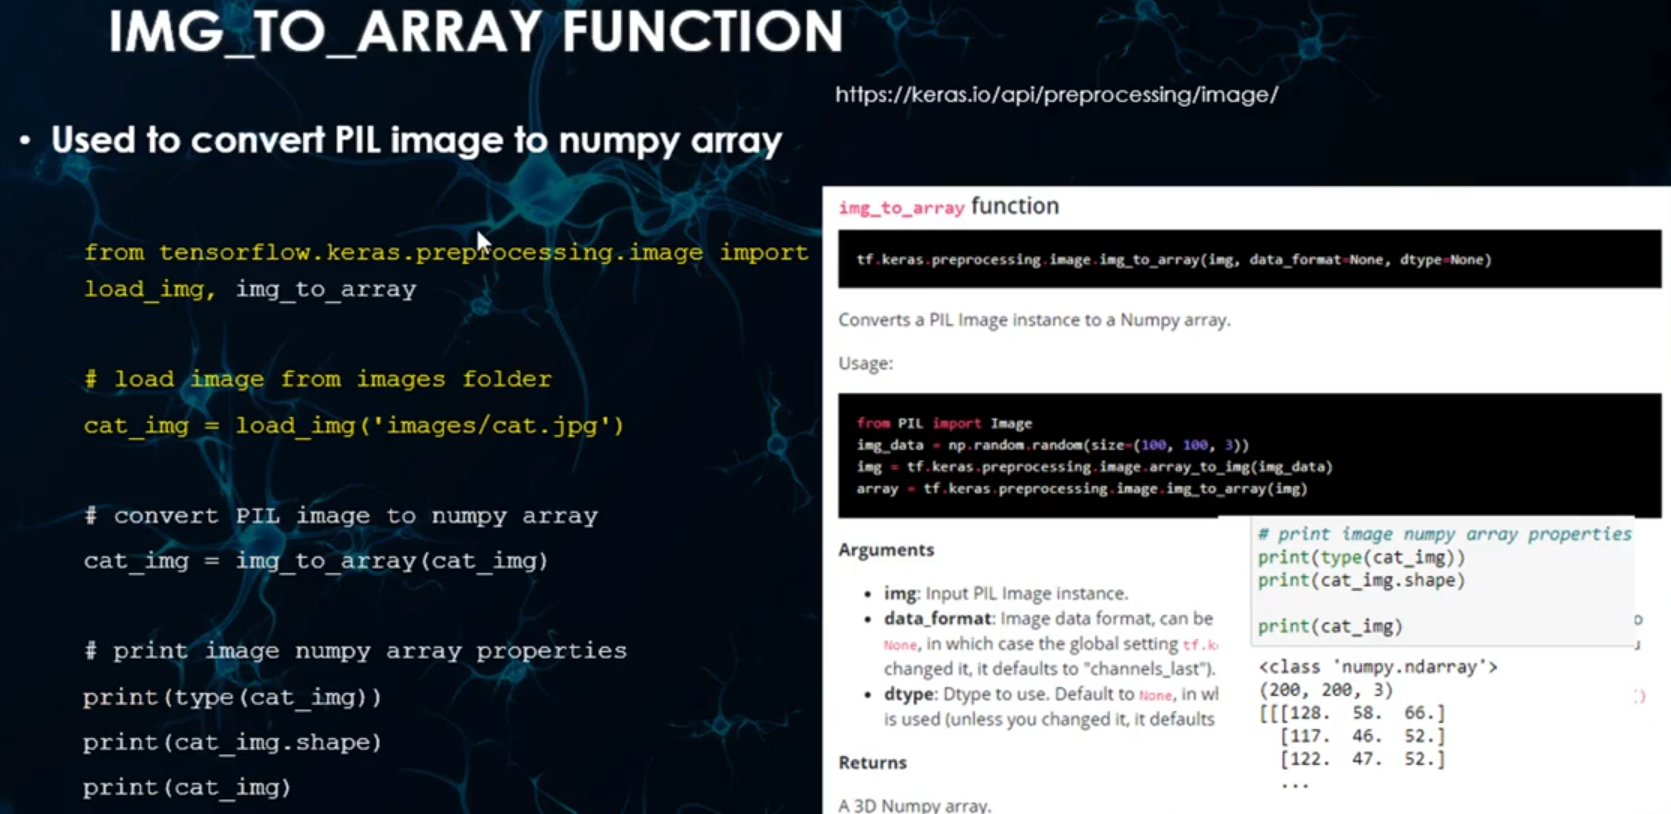 IMG_TO_ARRAY FUNCTION
https://keras.io/api/preprocessing/image/
• Used to convert PIL image to numpy array
from tensorflow.keras.preprocessing.image import
load_img, img_to_array
# load image from images folder
cat_img = load_img('images/cat.jpg')
# convert PIL image to numpy array
cat_img = img_to_array(cat_img)
# print image numpy array properties
print(type(cat_img))
print(cat_img.shape)
print(cat_img)
img_to_array function
tf.keras.preprocessing.image.img_to_array(img, data_format=None, dtype=None)
Converts a PIL Image instance to a Numpy array.
Usage:
from PIL import Image
img_data = np.random.random(size=(100, 100, 3))
img = tf.keras.preprocessing.image.array_to_img(img_data)
array = tf.keras.preprocessing.image.img_to_array(img)
Arguments
• img: Input PIL Image instance.
• data_format: Image data format, can be
None, in which case the global setting tf.k
changed it, it defaults to "channels_last").
• dtype: Dtype to use. Default to None, in wh
is used (unless you changed it, it defaults
Returns
A 3D Numpy array.
# print image numpy array properties
print(type(cat_img))
print(cat_img.shape)
print(cat_img)
<class 'numpy.ndarray'>
(200, 200, 3)
[[[128. 58. 66.]
[117. 46. 52.]
[122. 47. 52.]
...